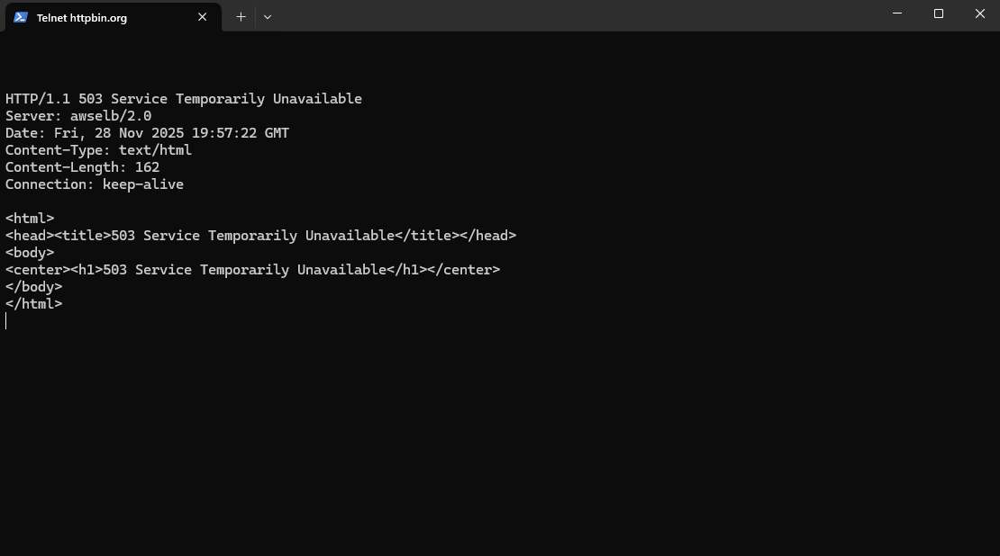 Telnet httpbin.org
HTTP/1.1 503 Service Temporarily Unavailable
Server: awselb/2.0
Date: Fri, 28 Nov 2025 19:57:22 GMT
Content-Type: text/html
Content-Length: 162
Connection: keep-alive
<html>
<head><title>503 Service Temporarily Unavailable</title></head>
<body>
<center><h1>503 Service Temporarily Unavailable</h1></center>
</body>
</html>